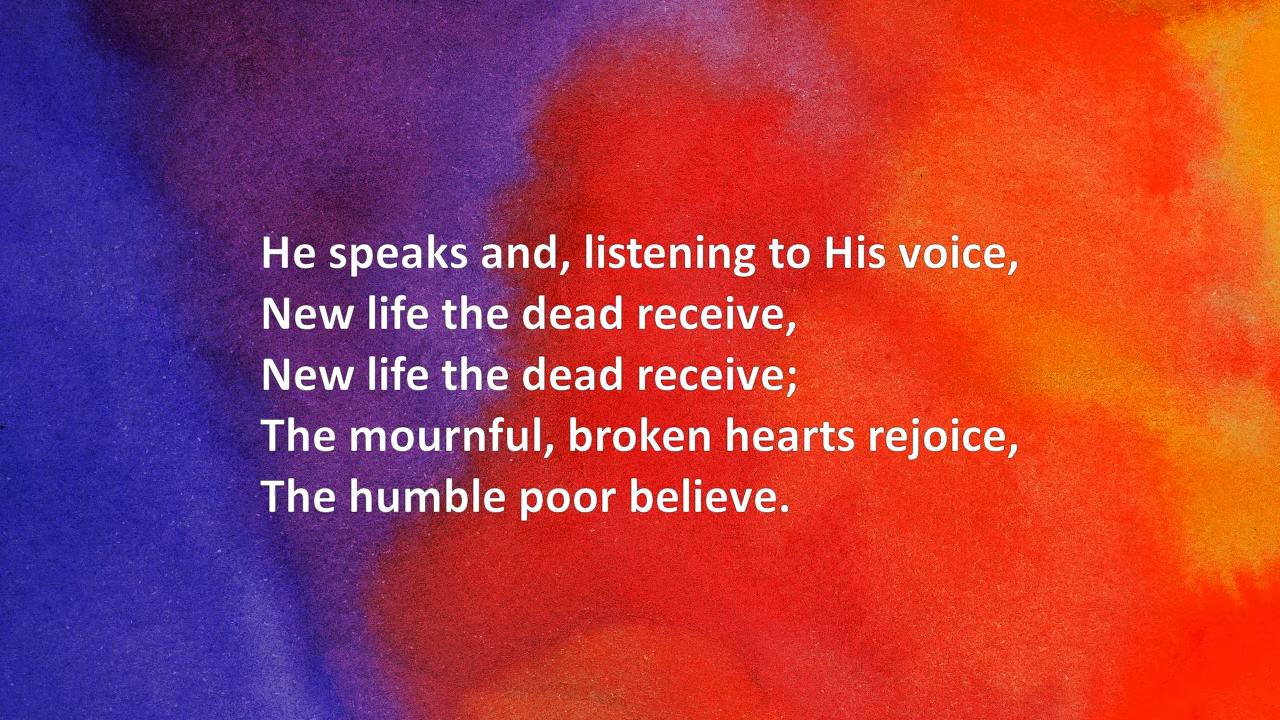 He speaks and, listening to His voice,
New life the dead receive,
New life the dead receive;
The mournful, broken hearts rejoice,
The humble poor believe.